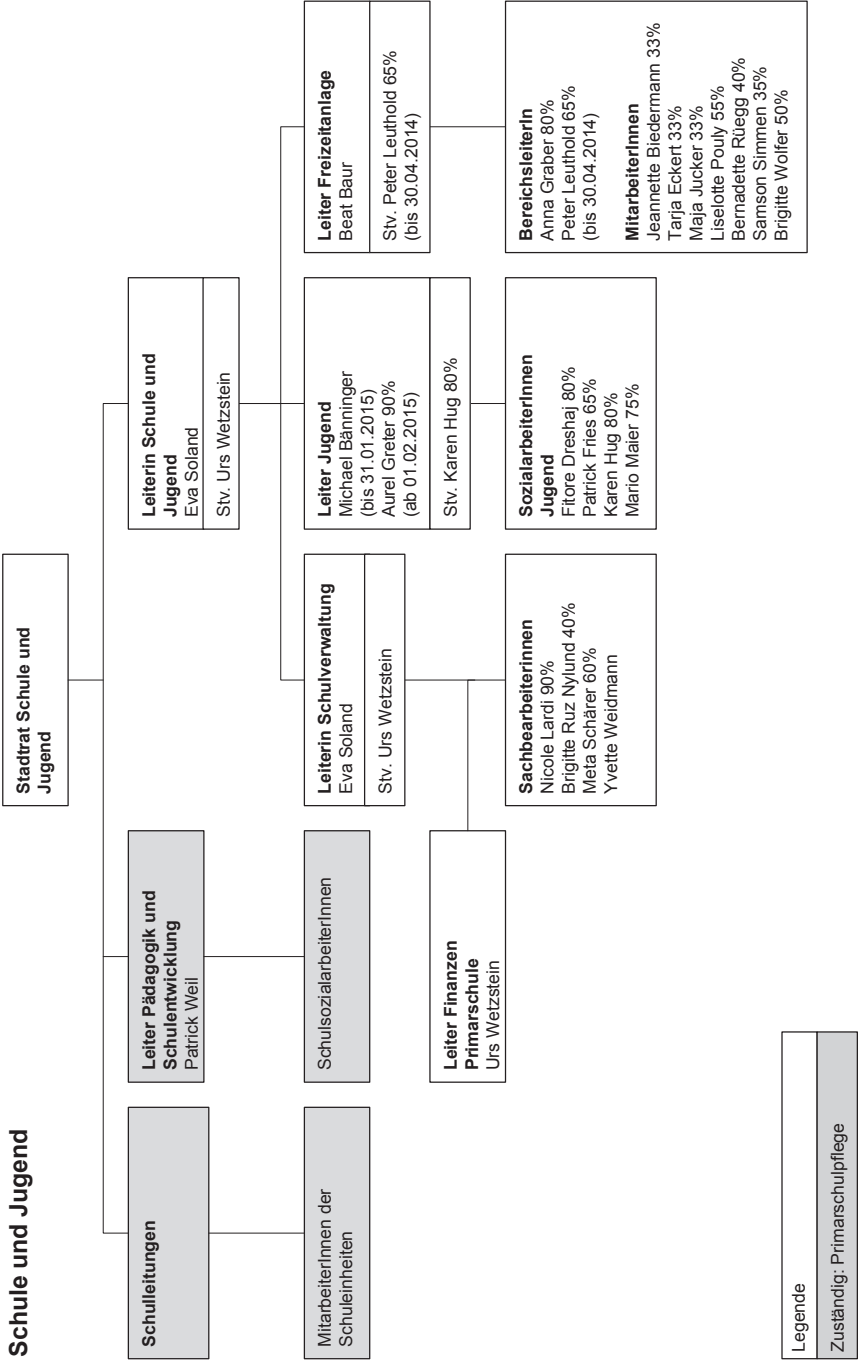 Schule und Jugend
Stadtrat Schule und
Jugend
Schulleitungen
Leiter Pädagogik und
Schulentwicklung
Patrick Weil
Leiterin Schule und
Jugend
Eva Soland
Stv. Urs Wetzstein
MitarbeiterInnen der
Schuleinheiten
SchulsozialarbeiterInnen
Leiterin Schulverwaltung
Eva Soland
Stv. Urs Wetzstein
Leiter Jugend
Michael Bänninger
(bis 31.01.2015)
Aurel Greter 90%
(ab 01.02.2015)
Stv. Karen Hug 80%
Leiter Freizeitanlage
Beat Baur
Stv. Peter Leuthold 65%
(bis 30.04.2014)
Leiter Finanzen
Primarschule
Urs Wetzstein
Sachbearbeiterinnen
Nicole Lardi 90%
Brigitte Ruz Nylund 40%
Meta Schärer 60%
Yvette Weidmann
SozialarbeiterInnen
Jugend
Fitore Dreshaj 80%
Patrick Fries 65%
Karen Hug 80%
Mario Maier 75%
BereichsleiterIn
Anna Graber 80%
Peter Leuthold 65%
(bis 30.04.2014)
MitarbeiterInnen
Jeannette Biedermann 33%
Tarja Eckert 33%
Maja Jucker 33%
Liselotte Pouly 55%
Bernadette Rüegg 40%
Samson Simmen 35%
Brigitte Wolfer 50%
Legende
Zuständig: Primarschulpflege